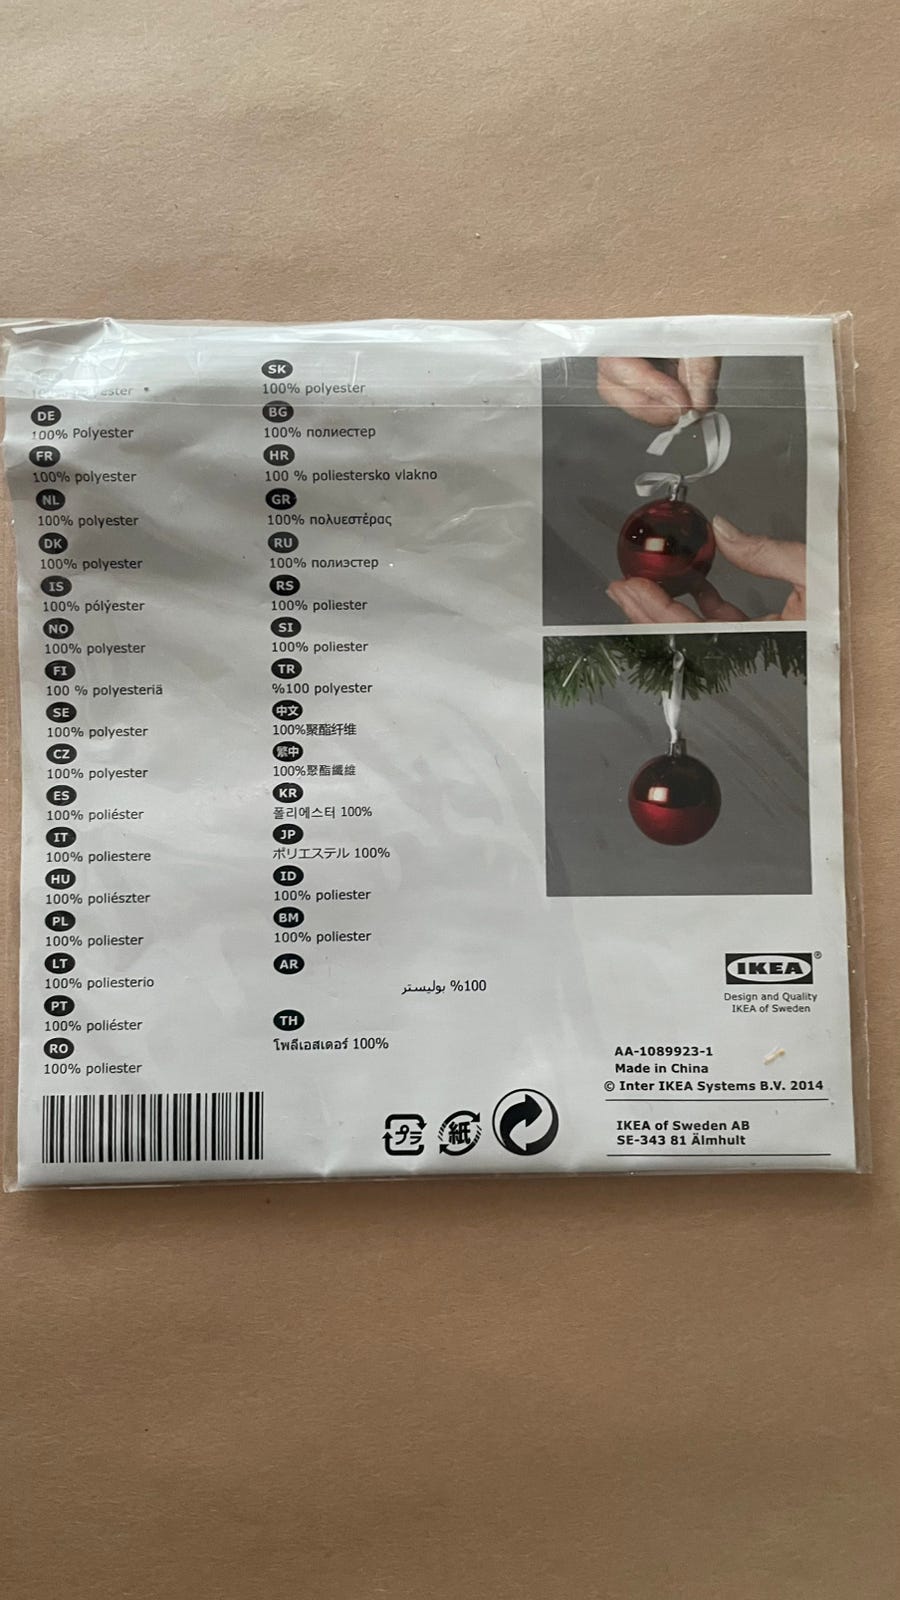 100% polyester
DE
100% Polyester
FR
100% polyester
NL
100% polyester
DK
100% polyester
IS
100% pólýester
NO
100% polyester
FI
100 % polyesteriä
SE
100% polyester
CZ
100% polyester
ES
100% poliéster
IT
100% poliestere
HU
100% poliészter
PL
100% poliester
LT
100% poliesterio
PT
100% poliéster
RO
100% poliester
SK
100% polyester
BG
100% полиестер
HR
100 % poliestersko vlakno
GR
100% πολυεστέρας
RU
100% полиэстер
RS
100% poliester
SI
100% poliester
TR
%100 polyester
中文
100%聚酯纤维
繁中
100%聚酯纖維
KR
폴리에스터 100%
JP
ポリエステル 100%
ID
100% poliester
BM
100% poliester
AR
100% بوليستر
TH
โพลีเอสเตอร์ 100%
プラ
紙
IKEA®
Design and Quality
IKEA of Sweden
AA-1089923-1
Made in China
© Inter IKEA Systems B.V. 2014
IKEA of Sweden AB
SE-343 81 Älmhult